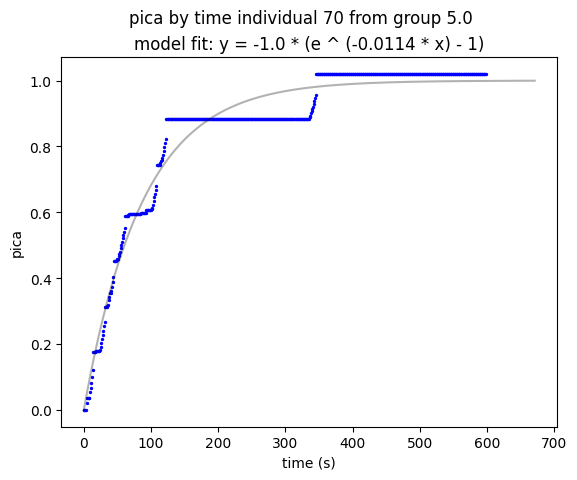 pica by time individual 70 from group 5.0
model fit: y = -1.0 * (e ^ (-0.0114 * x) - 1)
pica
1.0
0.8
0.6
0.4
0.2
0.0
0 100 200 300 400 500 600 700
time (s)